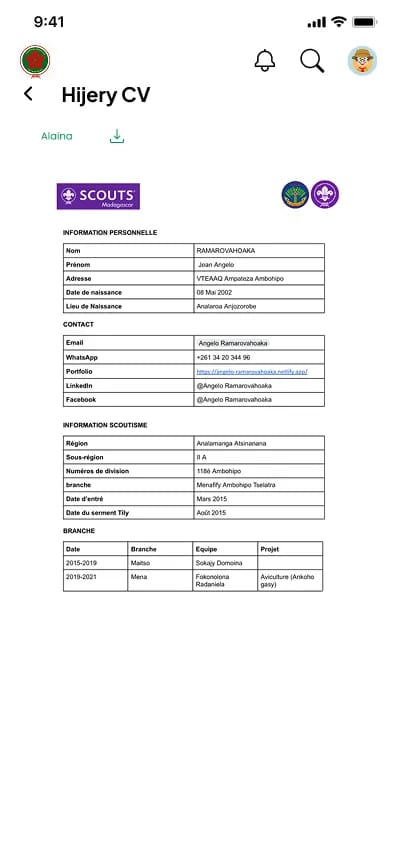 9:41
Hijery CV
Alaina
SCOUTS
Madagascar
INFORMATION PERSONNELLE
Nom RAMAROVAHOAKA
Prénom Jean Angelo
Adresse VTEAAQ Ampateza Ambohipo
Date de naissance 08 Mai 2002
Lieu de Naissance Analaroa Anjozorobe
CONTACT
Email Angelo Ramarovahoaka
WhatsApp +261 34 20 344 96
Portfolio https://angelo-ramarovahoaka.netlify.app/
LinkedIn @Angelo Ramarovahoaka
Facebook @Angelo Ramarovahoaka
INFORMATION SCOUTISME
Région Analamanga Atsinanana
Sous-région II A
Numéros de division 118é Ambohipo
branche Menafify Ambohipo Tselatra
Date d'entré Mars 2015
Date du serment Tily Août 2015
BRANCHE
Date Branche Equipe Projet
2015-2019 Maitso Sokajy Domoina
2019-2021 Mena Fokonolona Radaniela Aviculture (Ankoho gasy)